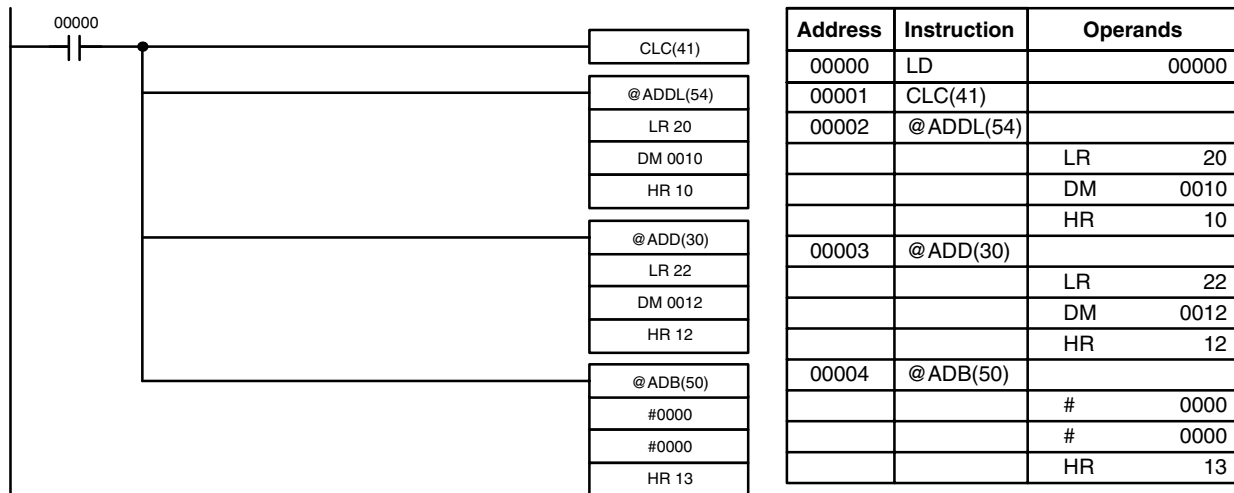 00000
CLC(41)
@ADDL(54)
LR 20
DM 0010
HR 10
@ADD(30)
LR 22
DM 0012
HR 12
@ADB(50)
#0000
#0000
HR 13
Address Instruction Operands
00000 LD 00000
00001 CLC(41)
00002 @ADDL(54)
LR 20
DM 0010
HR 10
00003 @ADD(30)
LR 22
DM 0012
HR 12
00004 @ADB(50)
# 0000
# 0000
HR 13